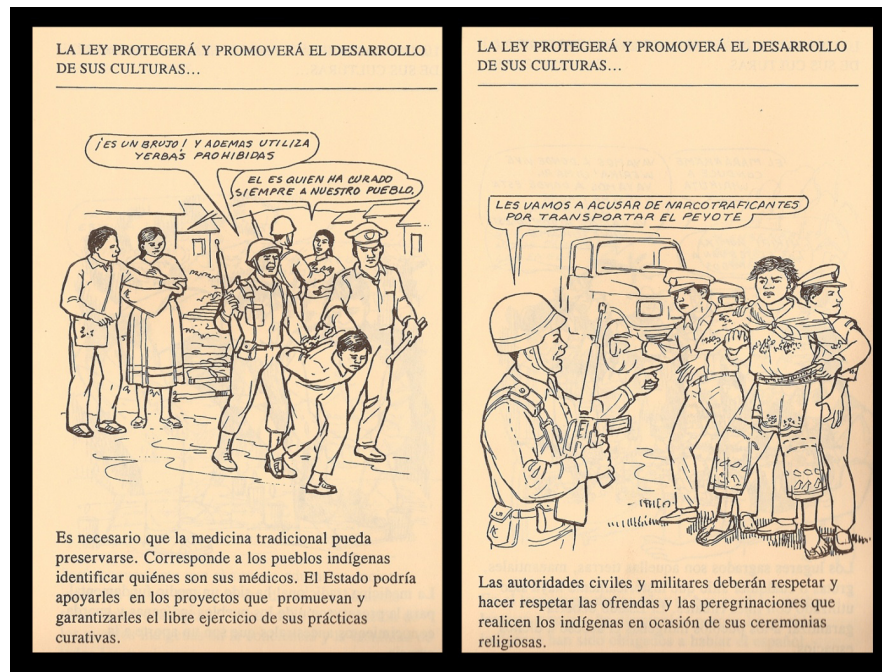 LA LEY PROTEGERÁ Y PROMOVERÁ EL DESARROLLO
DE SUS CULTURAS...
¡ES UN BRUJO! Y ADEMAS UTILIZA
YERBAS PROHIBIDAS
EL ES QUIEN HA CURADO
SIEMPRE A NUESTRO PUEBLO.
Es necesario que la medicina tradicional pueda
preservarse. Corresponde a los pueblos indígenas
identificar quiénes son sus médicos. El Estado podría
apoyarles en los proyectos que promuevan y
garantizarles el libre ejercicio de sus prácticas
curativas.
LA LEY PROTEGERÁ Y PROMOVERÁ EL DESARROLLO
DE SUS CULTURAS...
LES VAMOS A ACUSAR DE NARCOTRAFICANTES
POR TRANSPORTAR EL PEYOTE
Las autoridades civiles y militares deberán respetar y
hacer respetar las ofrendas y las peregrinaciones que
realicen los indígenas en ocasión de sus ceremonias
religiosas.